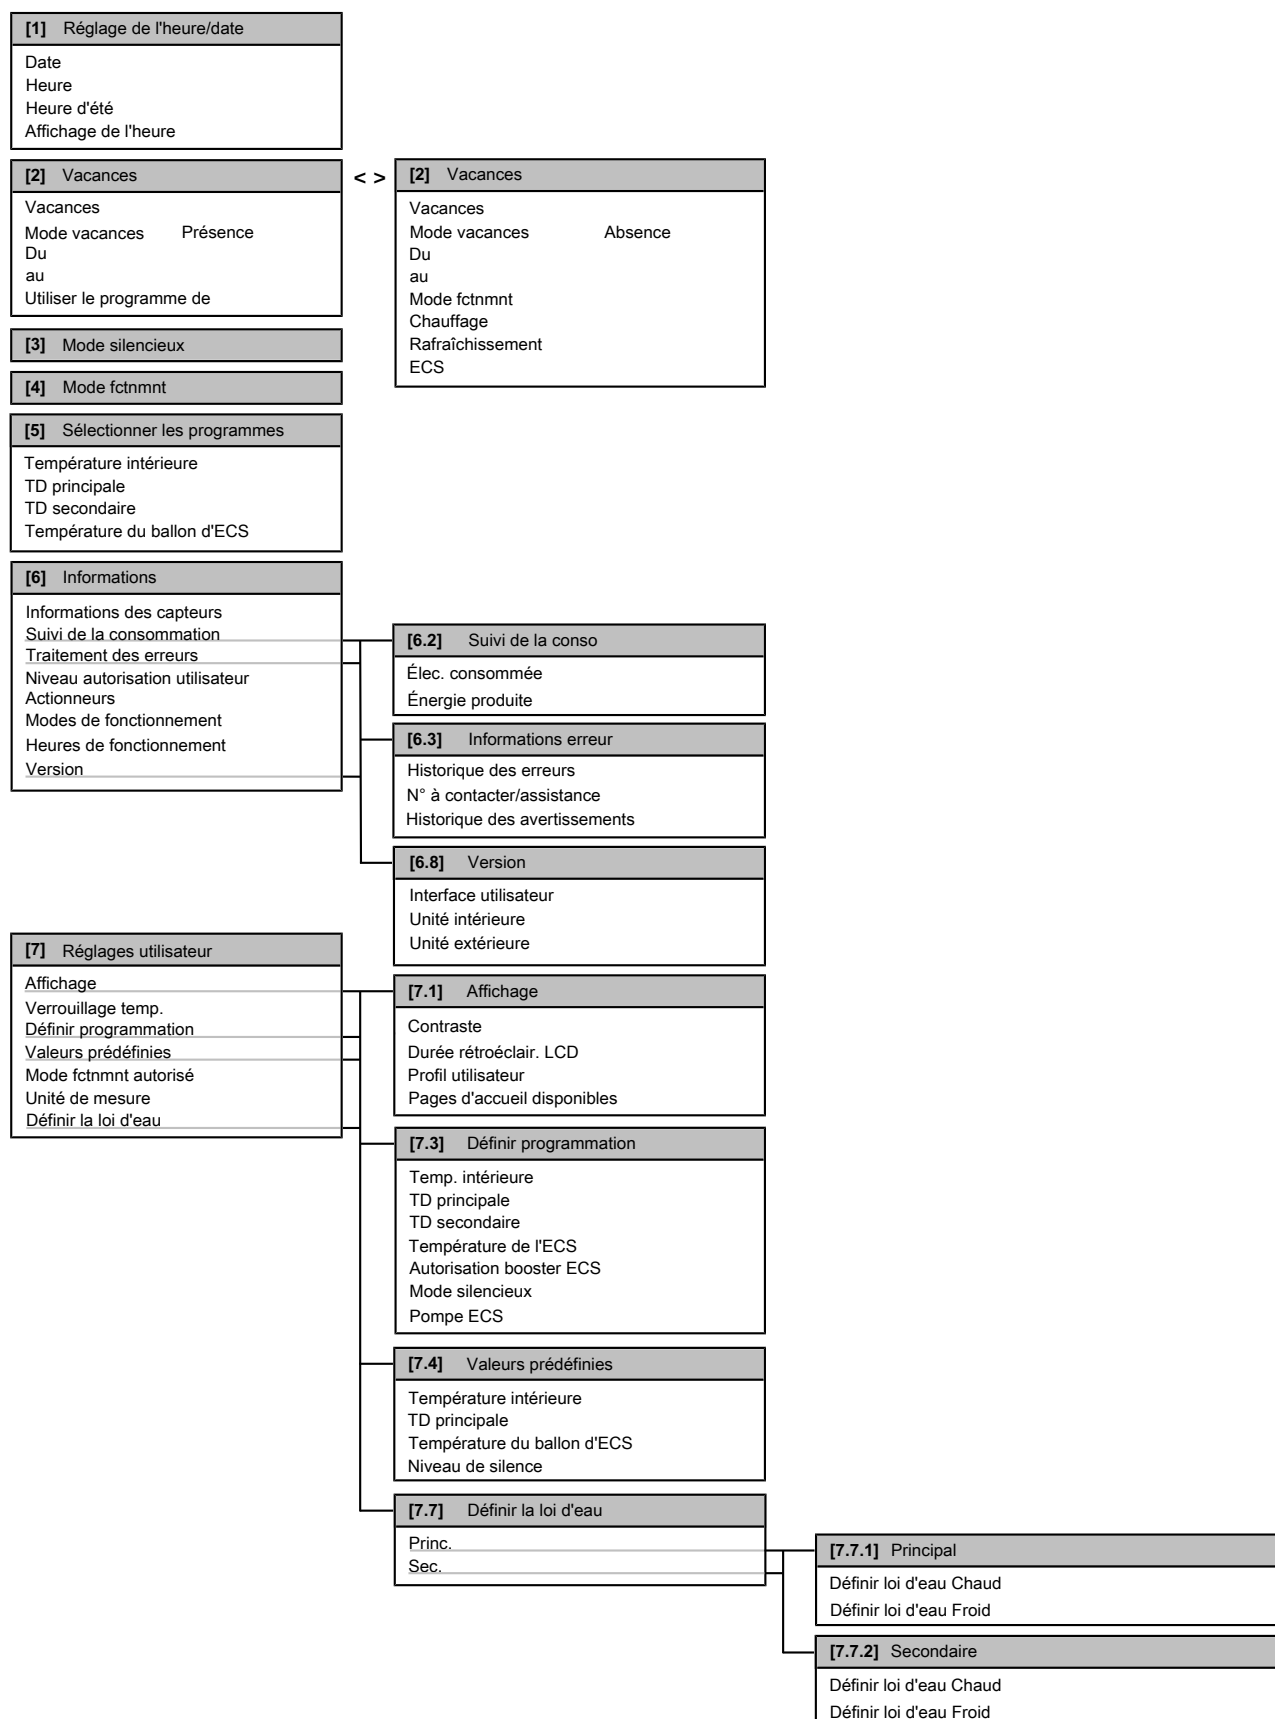 [1] Réglage de l'heure/date
Date
Heure
Heure d'été
Affichage de l'heure
[2] Vacances
Vacances
Mode vacances Présence
Du
au
Utiliser le programme de
< >
[2] Vacances
Vacances
Mode vacances Absence
Du
au
Mode fctnmnt
Chauffage
Rafraîchissement
ECS
[3] Mode silencieux
[4] Mode fctnmnt
[5] Sélectionner les programmes
Température intérieure
TD principale
TD secondaire
Température du ballon d'ECS
[6] Informations
Informations des capteurs
Suivi de la consommation
Traitement des erreurs
Niveau autorisation utilisateur
Actionneurs
Modes de fonctionnement
Heures de fonctionnement
Version
[6.2] Suivi de la conso
Élec. consommée
Énergie produite
[6.3] Informations erreur
Historique des erreurs
N° à contacter/assistance
Historique des avertissements
[6.8] Version
Interface utilisateur
Unité intérieure
Unité extérieure
[7] Réglages utilisateur
Affichage
Verrouillage temp.
Définir programmation
Valeurs prédéfinies
Mode fctnmnt autorisé
Unité de mesure
Définir la loi d'eau
[7.1] Affichage
Contraste
Durée rétroéclair. LCD
Profil utilisateur
Pages d'accueil disponibles
[7.3] Définir programmation
Temp. intérieure
TD principale
TD secondaire
Température de l'ECS
Autorisation booster ECS
Mode silencieux
Pompe ECS
[7.4] Valeurs prédéfinies
Température intérieure
TD principale
Température du ballon d'ECS
Niveau de silence
[7.7] Définir la loi d'eau
Princ.
Sec.
[7.7.1] Principal
Définir loi d'eau Chaud
Définir loi d'eau Froid
[7.7.2] Secondaire
Définir loi d'eau Chaud
Définir loi d'eau Froid